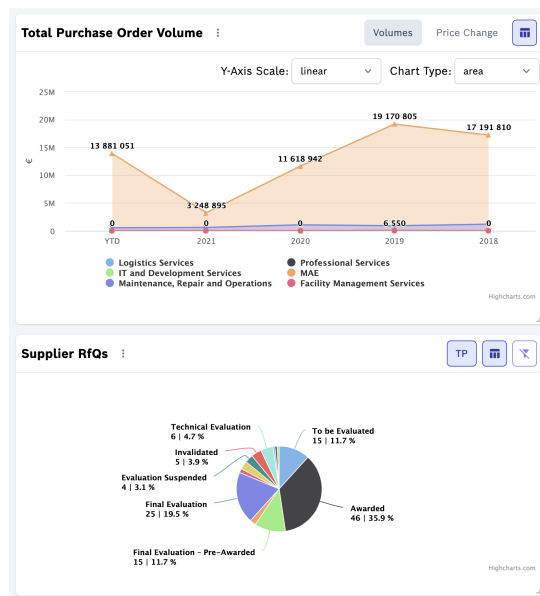 Total Purchase Order Volume
Volumes
Price Change
Y-Axis Scale: linear
Chart Type: area
25M
20M
15M
10M
5M
0
€
13 881 051
3 248 895
11 618 942
19 170 805
17 191 810
0
0
0
6 550
0
YTD
2021
2020
2019
2018
Logistics Services
Professional Services
IT and Development Services
MAE
Maintenance, Repair and Operations
Facility Management Services
Highcharts.com
Supplier RfQs
TP
Technical Evaluation
6 | 4.7 %
To be Evaluated
15 | 11.7 %
Invalidated
5 | 3.9 %
Evaluation Suspended
4 | 3.1 %
Final Evaluation
25 | 19.5 %
Awarded
46 | 35.9 %
Final Evaluation - Pre-Awarded
15 | 11.7 %
Highcharts.com